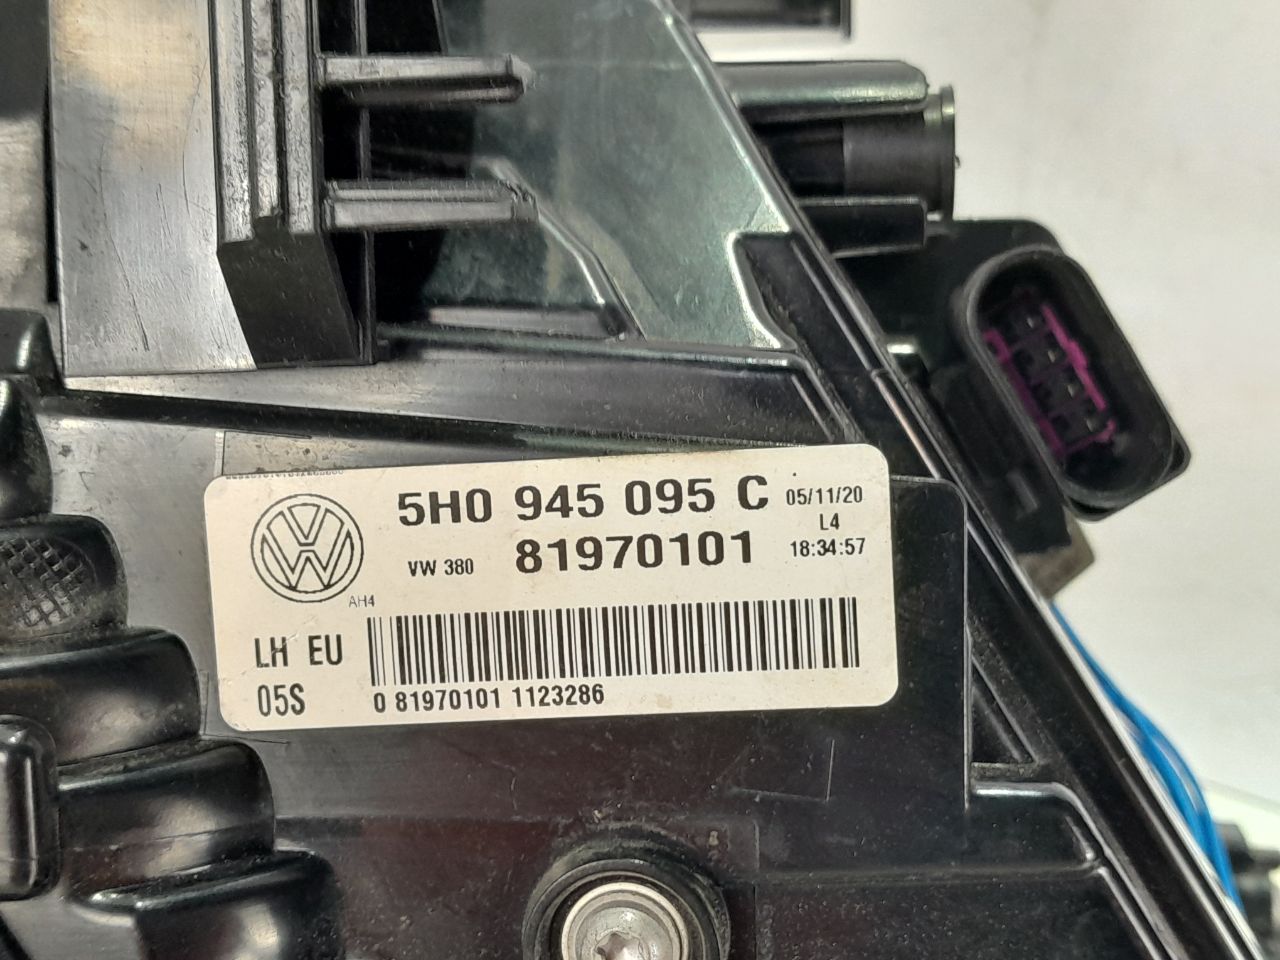 5H0 945 095 C 05/11/20
L4
VW 380 81970101 18:34:57
AH4
LH EU
05S
0 81970101 1123286